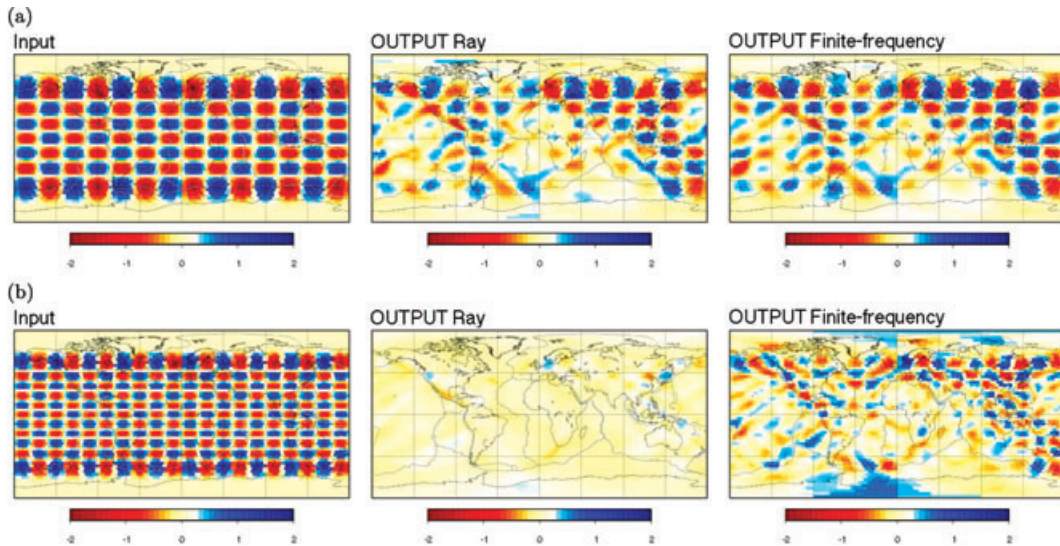 (a)
Input
OUTPUT Ray
OUTPUT Finite-frequency
-2 -1 0 1 2
-2 -1 0 1 2
-2 -1 0 1 2
(b)
Input
OUTPUT Ray
OUTPUT Finite-frequency
-2 -1 0 1 2
-2 -1 0 1 2
-2 -1 0 1 2